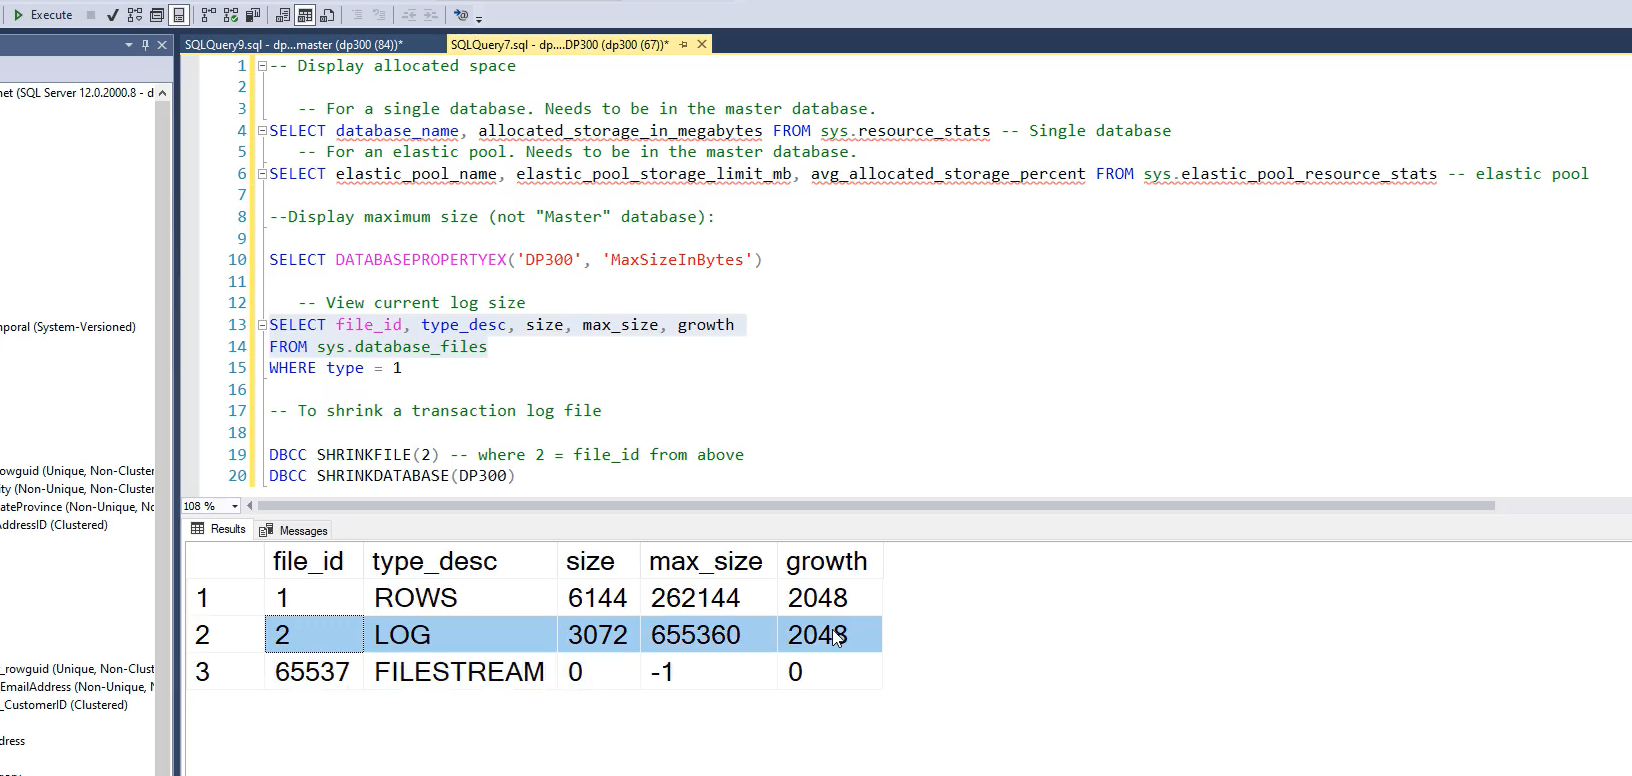 Execute
SQLQuery9.sql - dp...master (dp300 (84))*
SQLQuery7.sql - dp....DP300 (dp300 (67))*
net (SQL Server 12.0.2000.8 - d
nporal (System-Versioned)
owguid (Unique, Non-Cluster
ity (Non-Unique, Non-Cluster
ateProvince (Non-Unique, No
AddressID (Clustered)
_rowguid (Unique, Non-Clust
EmailAddress (Non-Unique, N
_CustomerID (Clustered)
dress
1 -- Display allocated space
2
3 -- For a single database. Needs to be in the master database.
4 SELECT database_name, allocated_storage_in_megabytes FROM sys.resource_stats -- Single database
5 -- For an elastic pool. Needs to be in the master database.
6 SELECT elastic_pool_name, elastic_pool_storage_limit_mb, avg_allocated_storage_percent FROM sys.elastic_pool_resource_stats -- elastic pool
7
8 --Display maximum size (not "Master" database):
9
10 SELECT DATABASEPROPERTYEX('DP300', 'MaxSizeInBytes')
11
12 -- View current log size
13 SELECT file_id, type_desc, size, max_size, growth
14 FROM sys.database_files
15 WHERE type = 1
16
17 -- To shrink a transaction log file
18
19 DBCC SHRINKFILE(2) -- where 2 = file_id from above
20 DBCC SHRINKDATABASE(DP300)
108 %
Results Messages
file_id type_desc size max_size growth
1 1 ROWS 6144 262144 2048
2 2 LOG 3072 655360 2048
3 65537 FILESTREAM 0 -1 0